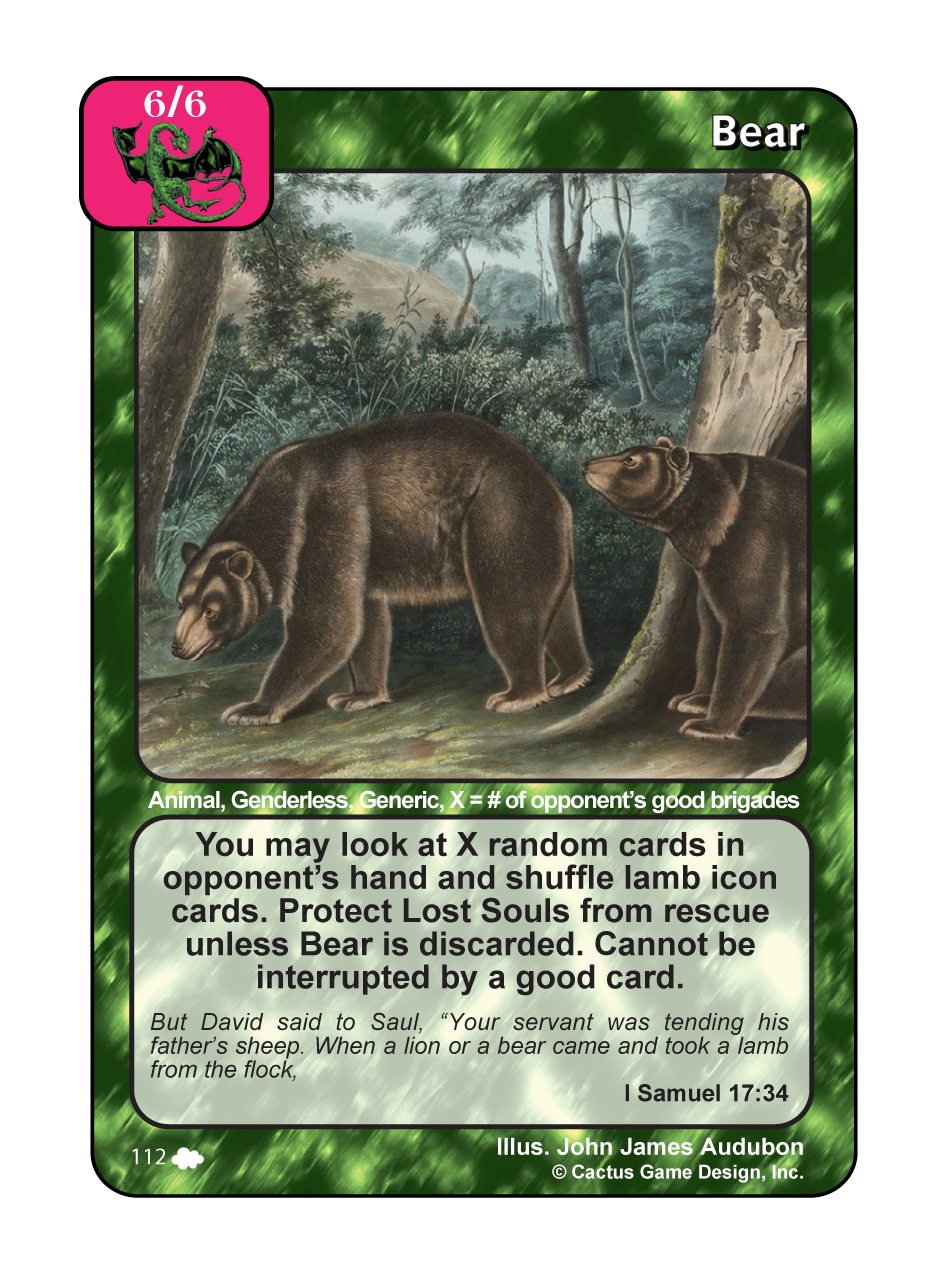 6/6
Bear
Animal, Genderless, Generic, X = # of opponent's good brigades
You may look at X random cards in
opponent's hand and shuffle lamb icon
cards. Protect Lost Souls from rescue
unless Bear is discarded. Cannot be
interrupted by a good card.
But David said to Saul, “Your servant was tending his
father's sheep. When a lion or a bear came and took a lamb
from the flock,
I Samuel 17:34
112
Illus. John James Audubon
© Cactus Game Design, Inc.